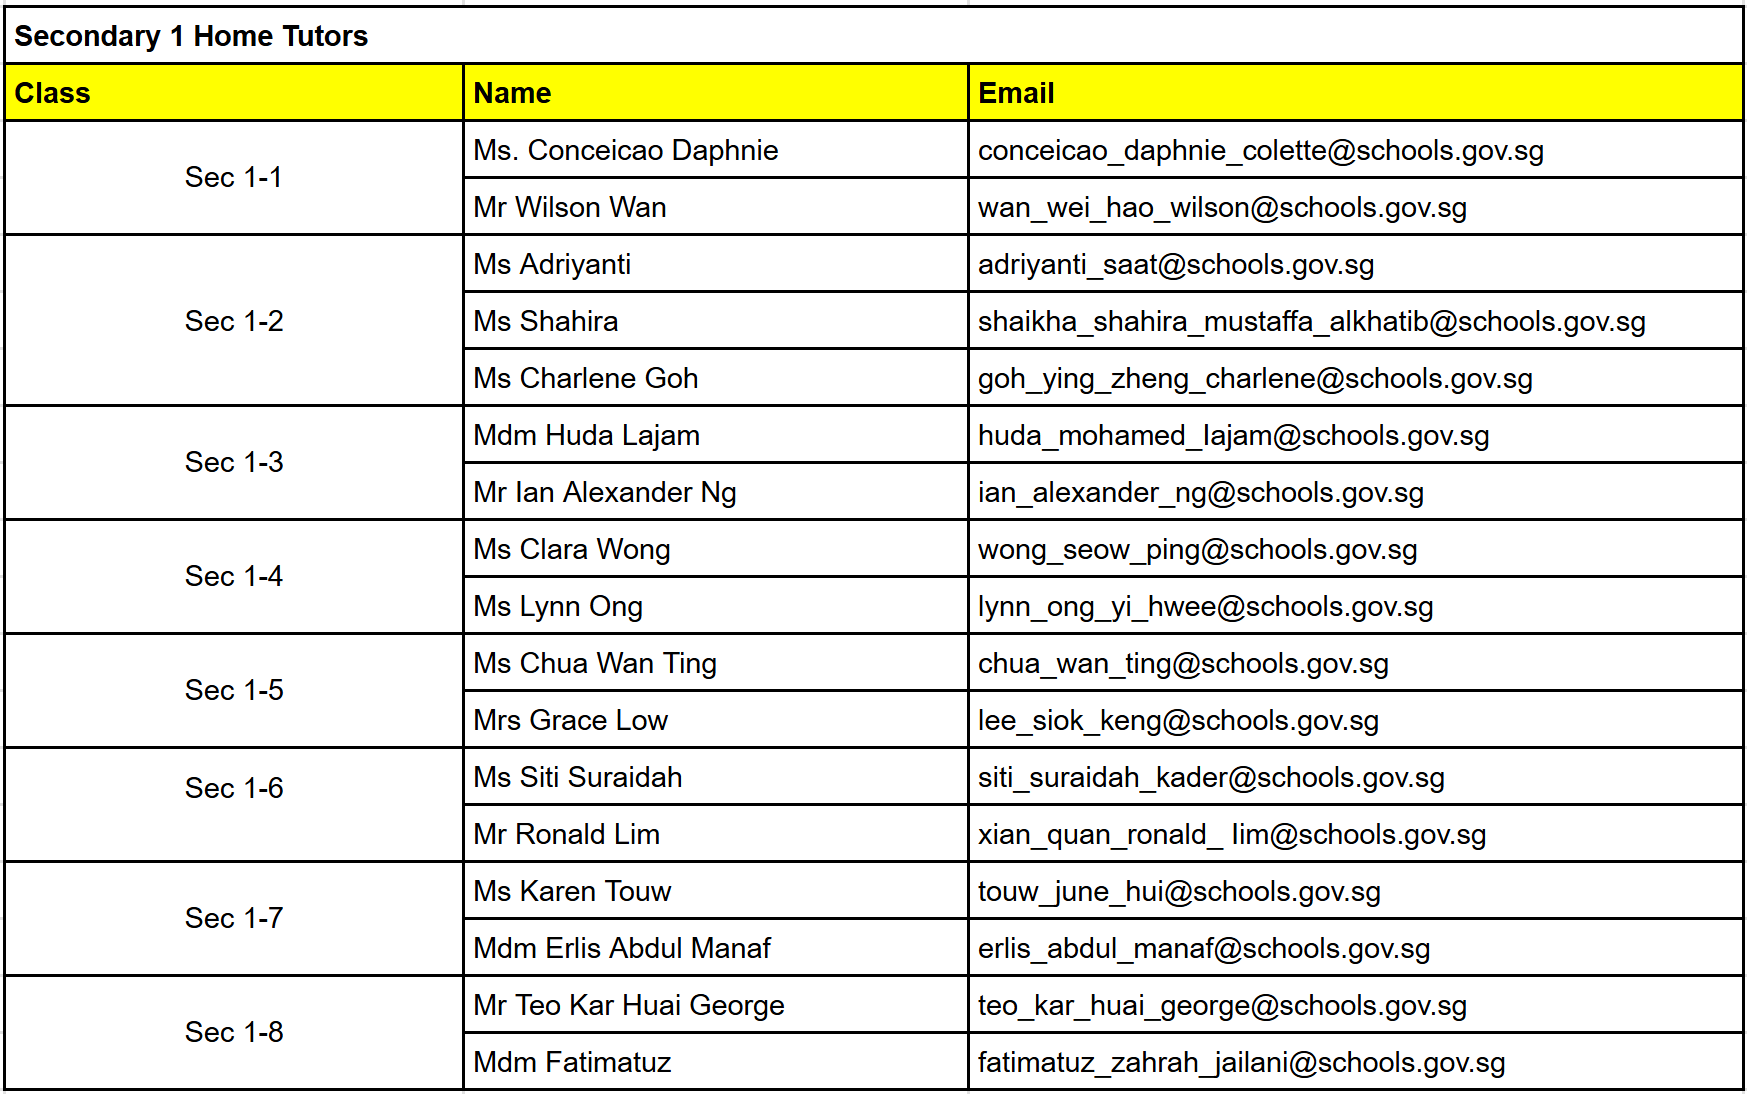 Secondary 1 Home Tutors
Class Name Email
Sec 1-1
Ms. Conceicao Daphnie conceicao_daphnie_colette@schools.gov.sg
Mr Wilson Wan wan_wei_hao_wilson@schools.gov.sg
Sec 1-2
Ms Adriyanti adriyanti_saat@schools.gov.sg
Ms Shahira shaikha_shahira_mustaffa_alkhatib@schools.gov.sg
Ms Charlene Goh goh_ying_zheng_charlene@schools.gov.sg
Sec 1-3
Mdm Huda Lajam huda_mohamed_lajam@schools.gov.sg
Mr Ian Alexander Ng ian_alexander_ng@schools.gov.sg
Sec 1-4
Ms Clara Wong wong_seow_ping@schools.gov.sg
Ms Lynn Ong lynn_ong_yi_hwee@schools.gov.sg
Sec 1-5
Ms Chua Wan Ting chua_wan_ting@schools.gov.sg
Mrs Grace Low lee_siok_keng@schools.gov.sg
Sec 1-6
Ms Siti Suraidah siti_suraidah_kader@schools.gov.sg
Mr Ronald Lim xian_quan_ronald_ lim@schools.gov.sg
Sec 1-7
Ms Karen Touw touw_june_hui@schools.gov.sg
Mdm Erlis Abdul Manaf erlis_abdul_manaf@schools.gov.sg
Sec 1-8
Mr Teo Kar Huai George teo_kar_huai_george@schools.gov.sg
Mdm Fatimatuz fatimatuz_zahrah_jailani@schools.gov.sg